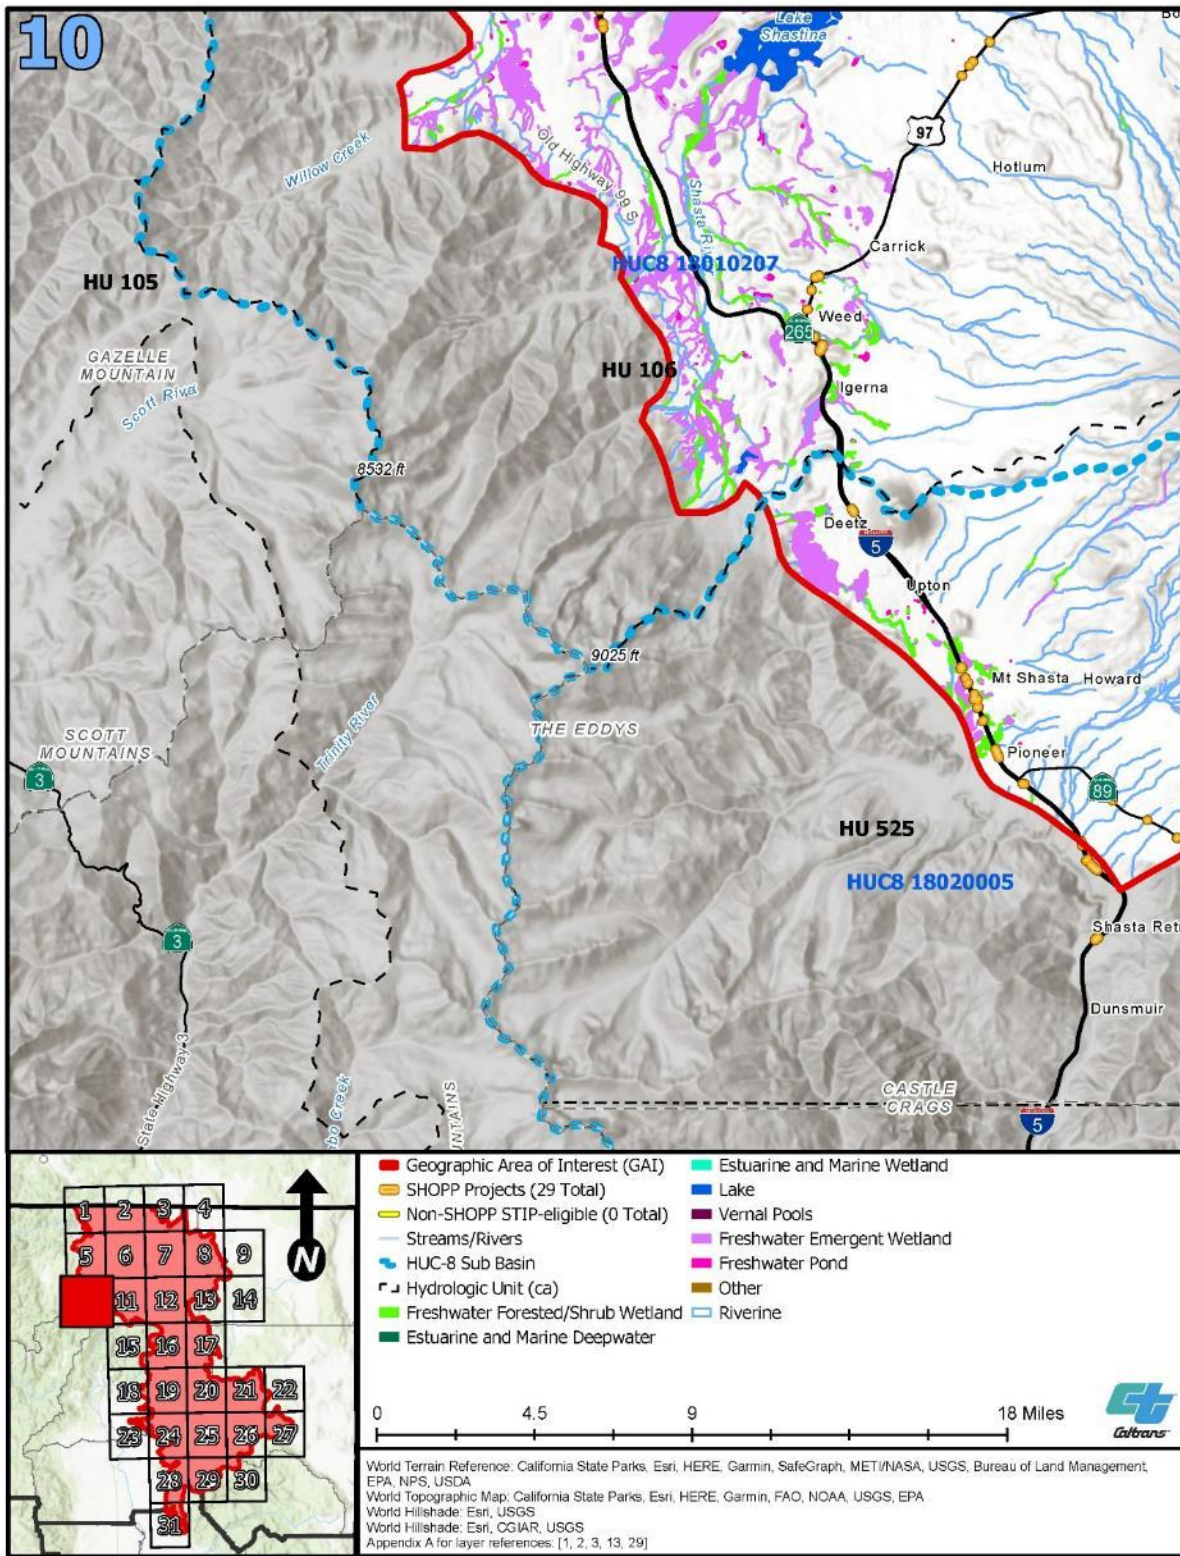 10
Lake
Shastina
97
Hotlum
Willow Creek
Old Highway 99 S
Carrick
HUC8 18010207
HU 105
Weed
265
GAZELLE
MOUNTAIN
HU 106
Igerna
Scott River
8532 ft
Deetz
5
Upton
9025 ft
Mt Shasta
Howard
THE EDDYS
Trinity River
SCOTT
MOUNTAINS
Pioneer
3
89
HU 525
HUC8 18020005
3
Shasta Retr
Dunsmuir
State Highway 3
CASTLE
CRAGS
5
1 2 3 4
5 6 7 8 9
11 12 13 14
15 16 17
18 19 20 21 22
23 24 25 26 27
28 29 30
31
N
Geographic Area of Interest (GAI)
SHOPP Projects (29 Total)
Non-SHOPP STIP-eligible (0 Total)
Streams/Rivers
HUC-8 Sub Basin
Hydrologic Unit (ca)
Freshwater Forested/Shrub Wetland
Estuarine and Marine Deepwater
Estuarine and Marine Wetland
Lake
Vernal Pools
Freshwater Emergent Wetland
Freshwater Pond
Other
Riverine
0 4.5 9 18 Miles
Caltrans
World Terrain Reference: California State Parks, Esri, HERE, Garmin, SafeGraph, METI/NASA, USGS, Bureau of Land Management,
EPA, NPS, USDA
World Topographic Map: California State Parks, Esri, HERE, Garmin, FAO, NOAA, USGS, EPA
World Hillshade: Esri, USGS
World Hillshade: Esri, CGIAR, USGS
Appendix A for layer references: [1, 2, 3, 13, 29]